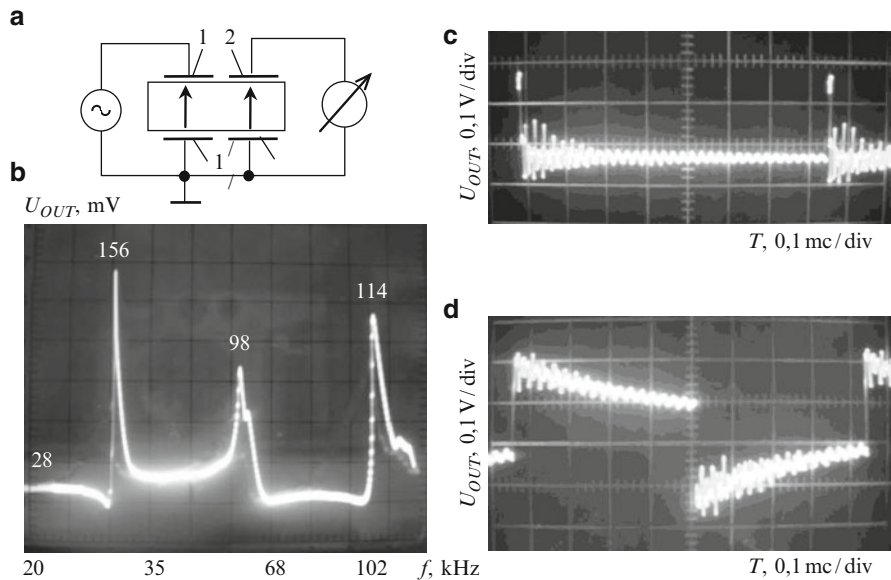 a
1 2
~
1
b
U_OUT, mV
156
98
114
28
20 35 68 102 f, kHz
c
U_OUT, 0,1 V/div
T, 0,1 mc/div
d
U_OUT, 0,1 V/div
T, 0,1 mc/div